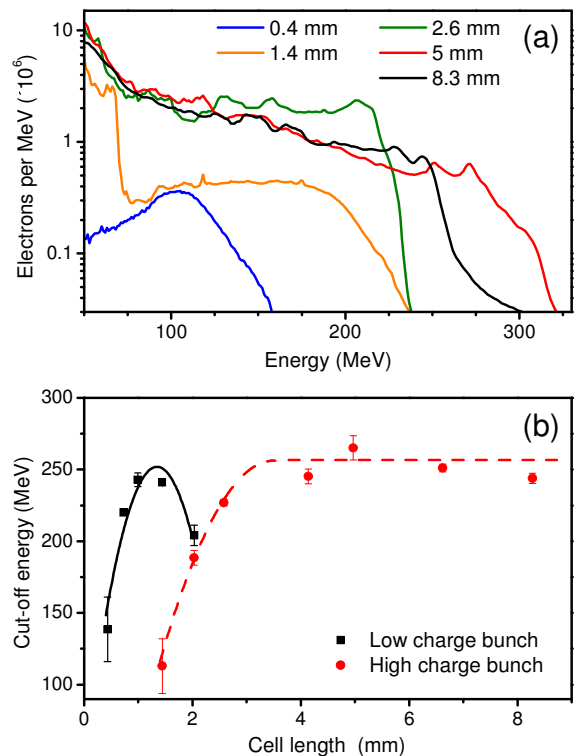 (a)
0.4 mm 2.6 mm
1.4 mm 5 mm
8.3 mm
Electrons per MeV (´10⁶)
10
1
0.1
100 200 300
Energy (MeV)
(b)
Cut-off energy (MeV)
300
250
200
150
100
Low charge bunch
High charge bunch
0 2 4 6 8
Cell length (mm)